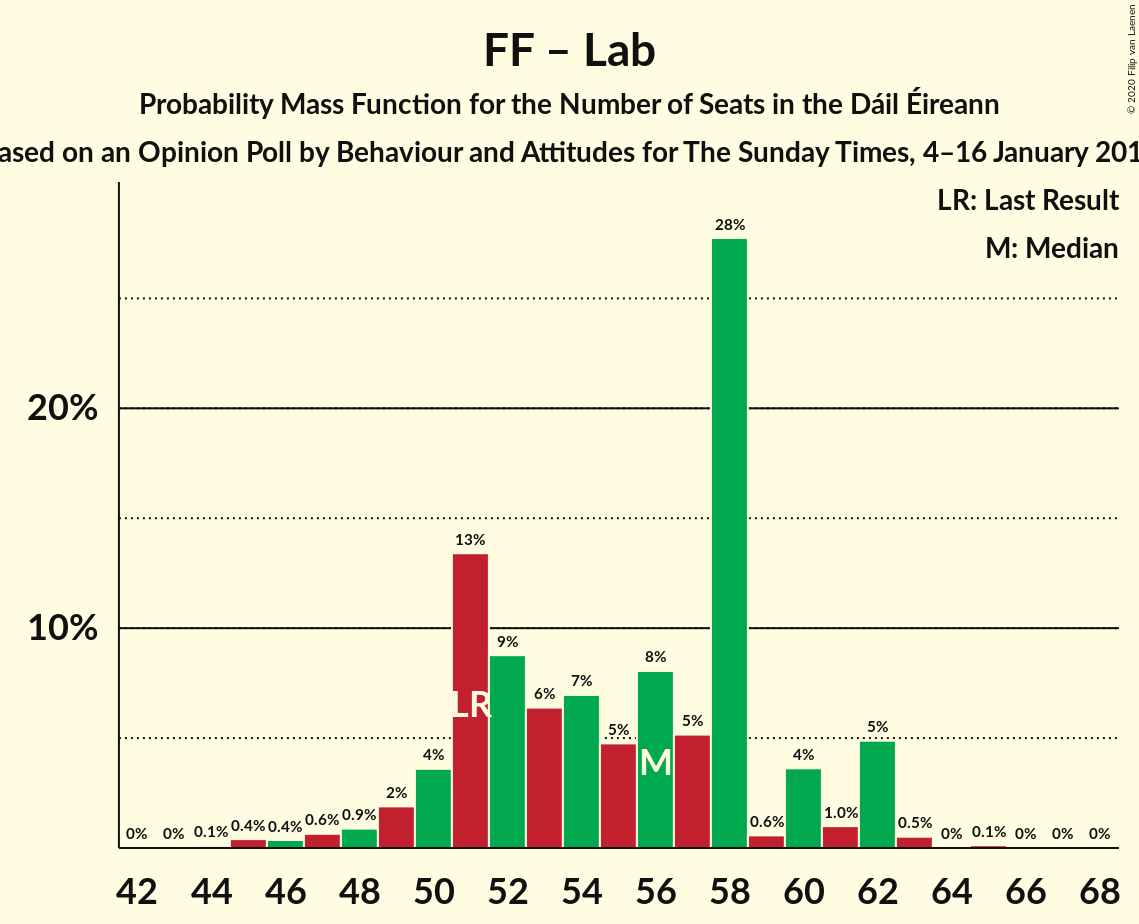 FF – Lab
Probability Mass Function for the Number of Seats in the Dáil Éireann
ased on an Opinion Poll by Behaviour and Attitudes for The Sunday Times, 4–16 January 201
© 2020 Filip van Laenen
LR: Last Result
M: Median
20%
10%
0% 0% 0.1% 0.4% 0.4% 0.6% 0.9% 2% 4% 13% 9% 6% 7% 5% 8% 5% 28% 0.6% 4% 1.0% 5% 0.5% 0% 0.1% 0% 0% 0%
LR
M
42 44 46 48 50 52 54 56 58 60 62 64 66 68